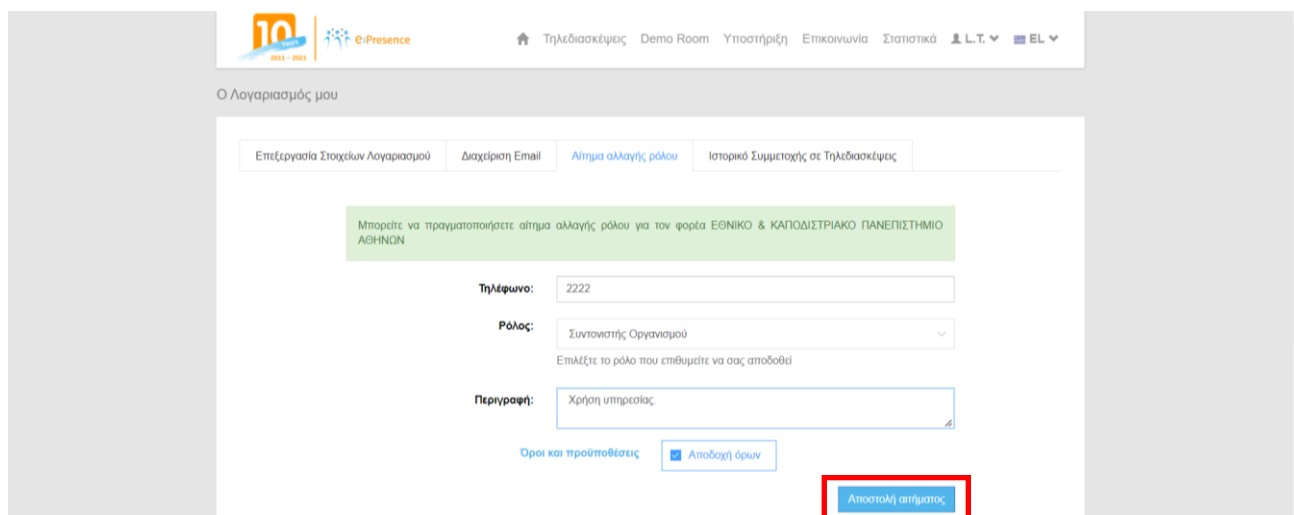 10
Years
2011 - 2021
e:Presence
Τηλεδιασκέψεις Demo Room Υποστήριξη Επικοινωνία Στατιστικά L.T. EL
Ο Λογαριασμός μου
Επεξεργασία Στοιχείων Λογαριασμού Διαχείριση Email Αίτημα αλλαγής ρόλου Ιστορικό Συμμετοχής σε Τηλεδιασκέψεις
Μπορείτε να πραγματοποιήσετε αίτημα αλλαγής ρόλου για τον φορέα ΕΘΝΙΚΟ & ΚΑΠΟΔΙΣΤΡΙΑΚΟ ΠΑΝΕΠΙΣΤΗΜΙΟ
ΑΘΗΝΩΝ
Τηλέφωνο: 2222
Ρόλος: Συντονιστής Οργανισμού
Επιλέξτε το ρόλο που επιθυμείτε να σας αποδοθεί
Περιγραφή: Χρήση υπηρεσίας.
Όροι και προϋποθέσεις Αποδοχή όρων
Αποστολή αιτήματος